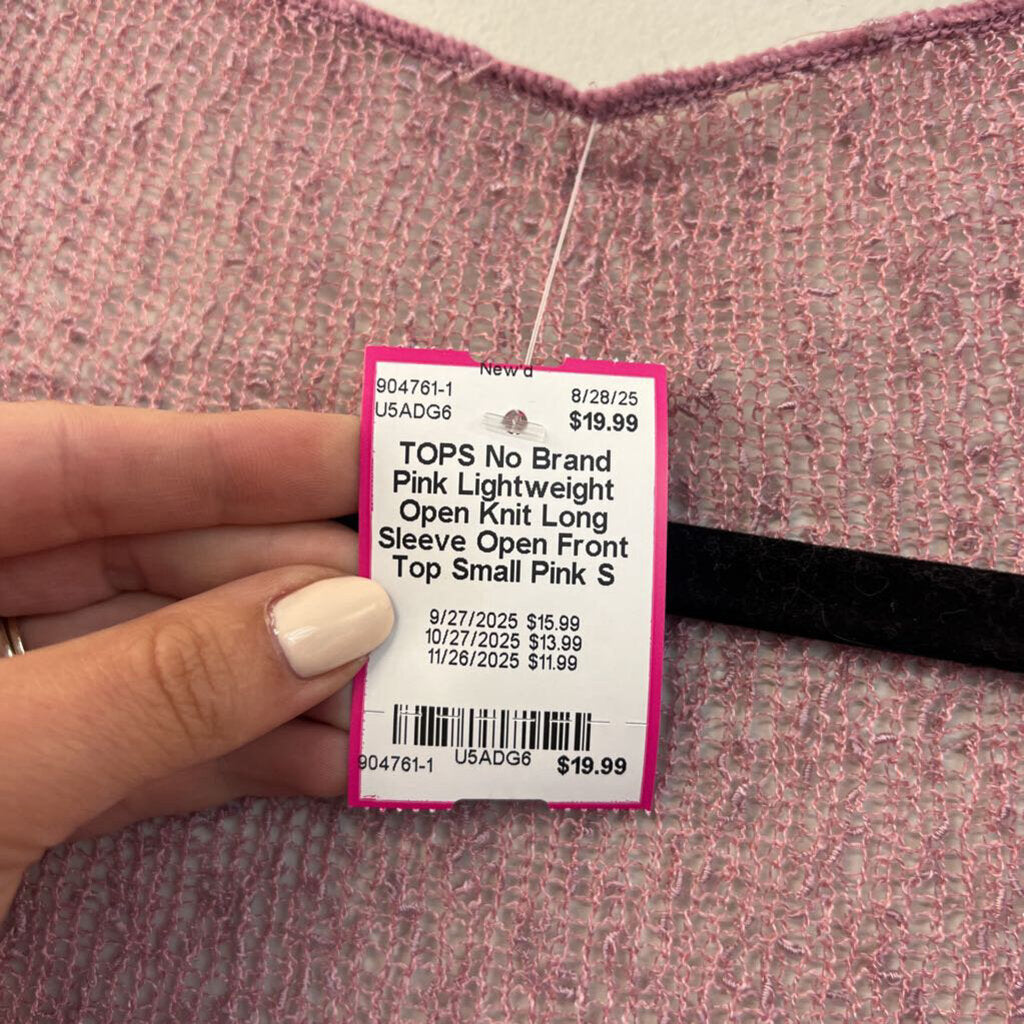 New'd
904761-1 8/28/25
U5ADG6 $19.99
TOPS No Brand
Pink Lightweight
Open Knit Long
Sleeve Open Front
Top Small Pink S
9/27/2025 $15.99
10/27/2025 $13.99
11/26/2025 $11.99
904761-1 U5ADG6 $19.99